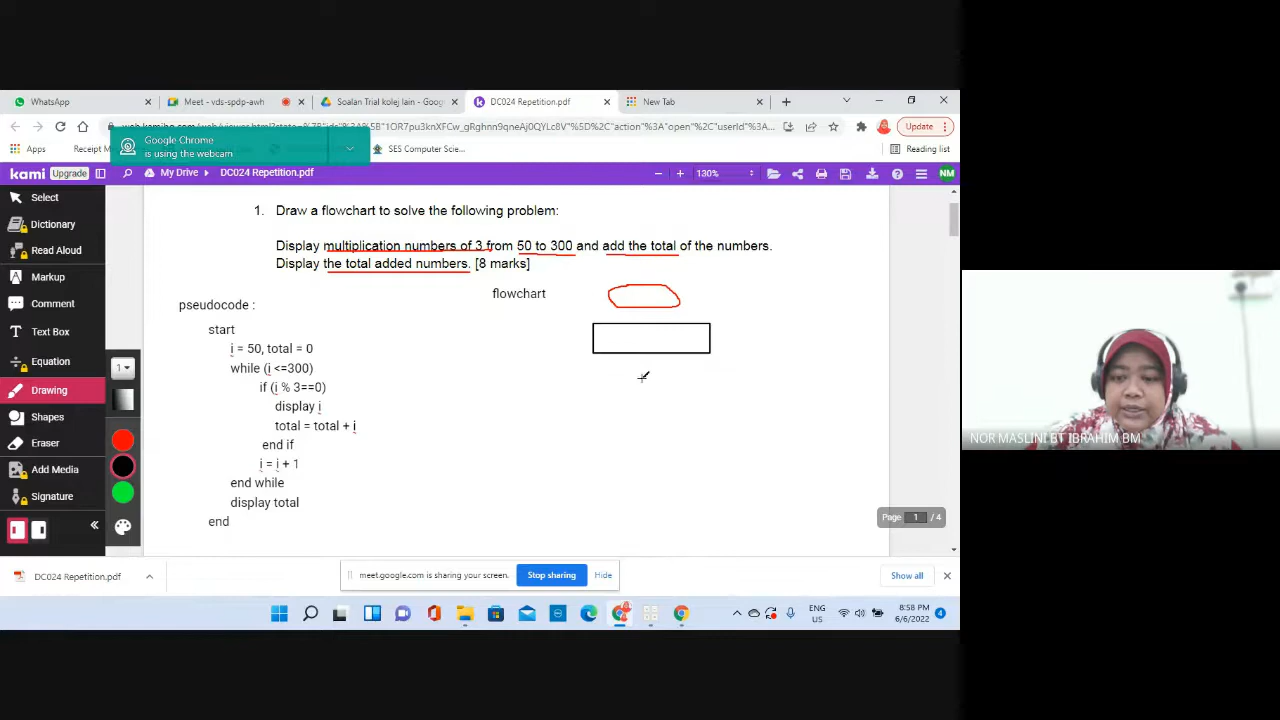 WhatsApp
Meet - vds-spdp-awh
Soalan Trial kolej lain - Goog
DC024 Repetition.pdf
New Tab
Update
Google Chrome
is using the webcam
Apps
Receipt M
SES Computer Scie...
Reading list
kami
Upgrade
My Drive
DC024 Repetition.pdf
130%
NM
Select
Dictionary
Read Aloud
Markup
Comment
Text Box
Equation
Drawing
Shapes
Eraser
Add Media
Signature
1
1. Draw a flowchart to solve the following problem:
Display multiplication numbers of 3 from 50 to 300 and add the total of the numbers.
Display the total added numbers. [8 marks]
flowchart
pseudocode :
start
i = 50, total = 0
while (i <=300)
if (i % 3==0)
display i
total = total + i
end if
i = i + 1
end while
display total
end
Page 1 / 4
NOR MASLINI BT IBRAHIM BM
DC024 Repetition.pdf
meet.google.com is sharing your screen.
Stop sharing
Hide
Show all
ENG
US
8:58 PM
6/6/2022
4